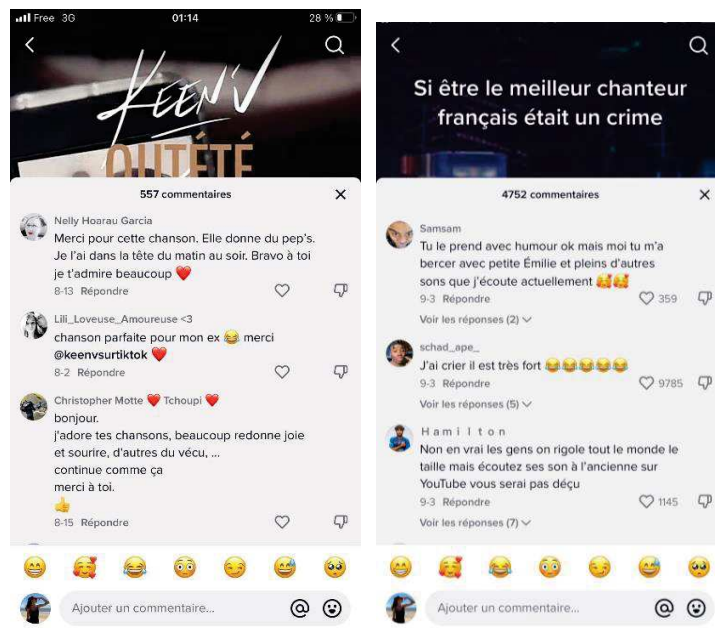 Free 3G 01:14 28 %
KEEN'V
OUTÉTÉ
557 commentaires
Nelly Hoarau Garcia
Merci pour cette chanson. Elle donne du pep's.
Je l'ai dans la tête du matin au soir. Bravo à toi
je t'admire beaucoup ❤️
8-13 Répondre
Lili_Loveuse_Amoureuse <3
chanson parfaite pour mon ex 😂 merci
@keenvsurtiktok ❤️
8-2 Répondre
Christopher Motte ❤️ Tchoupi ❤️
bonjour.
j'adore tes chansons, beaucoup redonne joie
et sourire, d'autres du vécu, ...
continue comme ça
merci à toi.
👍
8-15 Répondre
😁 🥰 😂 😳 😏 😅 🥺
Ajouter un commentaire...
Si être le meilleur chanteur
français était un crime
4752 commentaires
Samsam
Tu le prend avec humour ok mais moi tu m'a
bercer avec petite Émilie et pleins d'autres
sons que j'écoute actuellement 🥰🥰
9-3 Répondre 359
Voir les réponses (2)
schad_ape_
J'ai crier il est très fort 😂😂😂😂😂
9-3 Répondre 9785
Voir les réponses (5)
Hamilton
Non en vrai les gens on rigole tout le monde le
taille mais écoutez ses son à l'ancienne sur
YouTube vous serai pas déçu
9-3 Répondre 1145
Voir les réponses (7)
😁 🥰 😂 😳 😏 😅 🥺
Ajouter un commentaire...